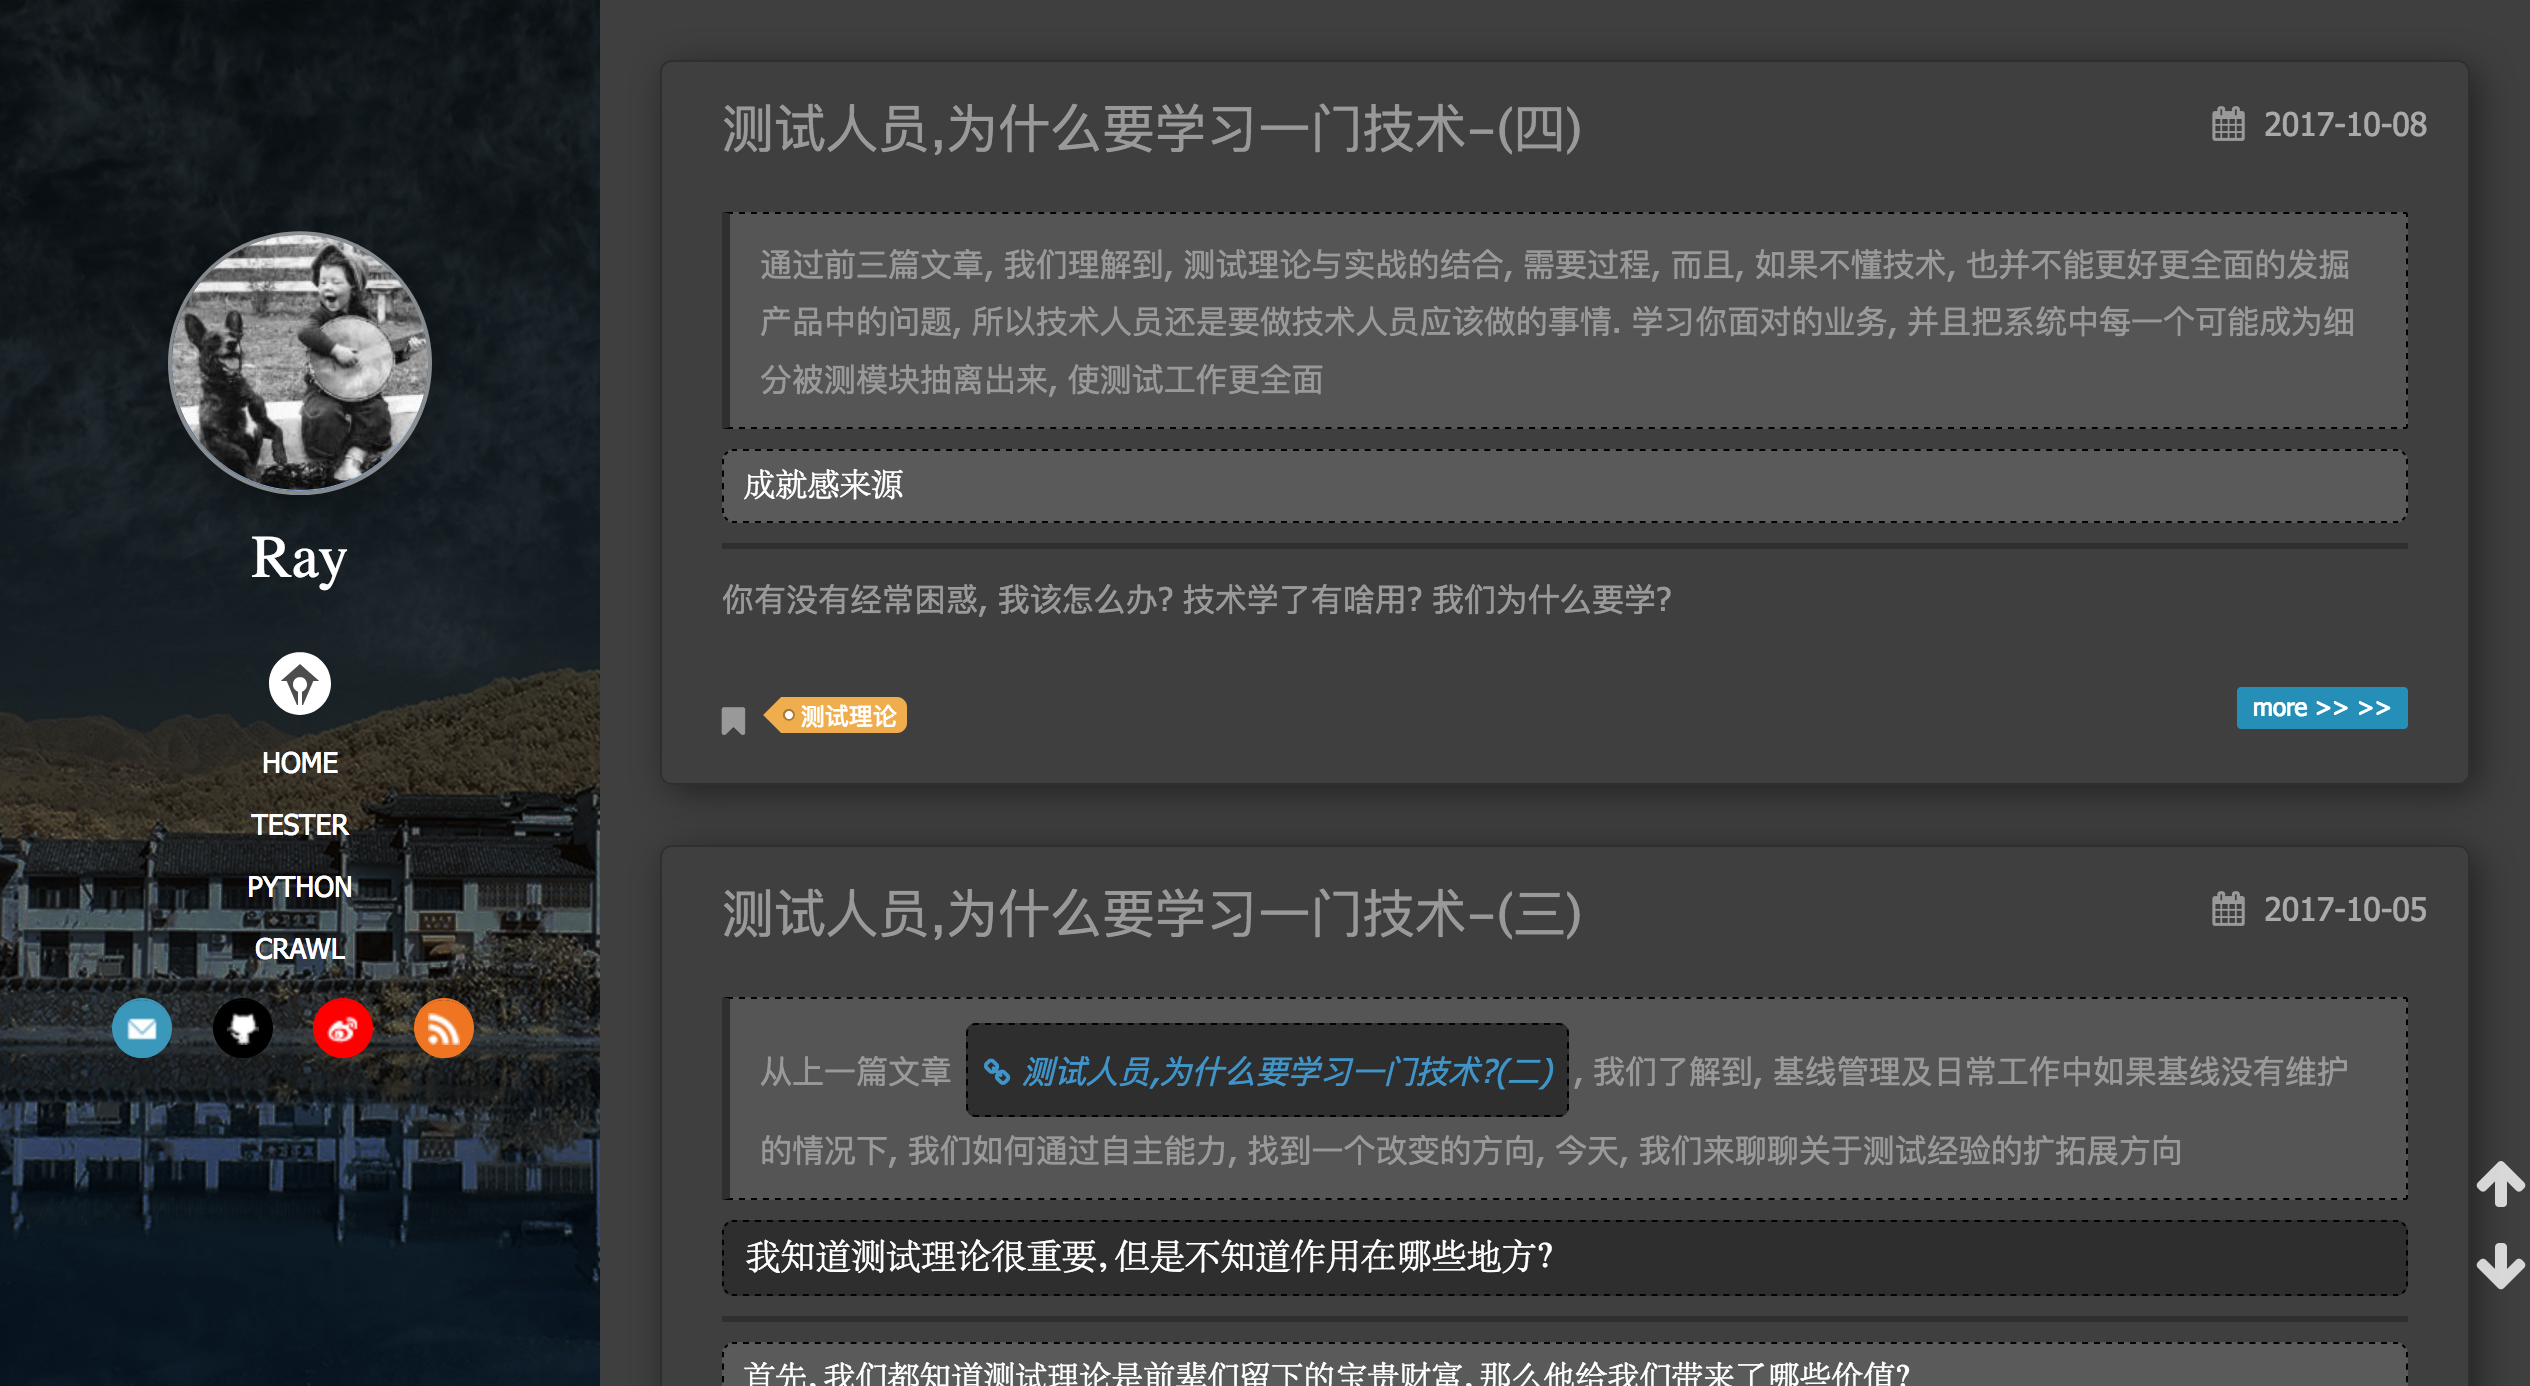 Ray
HOME
TESTER
PYTHON
CRAWL
测试人员,为什么要学习一门技术–(四)
2017-10-08
通过前三篇文章, 我们理解到, 测试理论与实战的结合, 需要过程, 而且, 如果不懂技术, 也并不能更好更全面的发掘
产品中的问题, 所以技术人员还是要做技术人员应该做的事情. 学习你面对的业务, 并且把系统中每一个可能成为细
分被测模块抽离出来, 使测试工作更全面
成就感来源
你有没有经常困惑, 我该怎么办? 技术学了有啥用? 我们为什么要学?
测试理论
more >> >>
测试人员,为什么要学习一门技术–(三)
2017-10-05
从上一篇文章 测试人员,为什么要学习一门技术?(二) , 我们了解到, 基线管理及日常工作中如果基线没有维护
的情况下, 我们如何通过自主能力, 找到一个改变的方向, 今天, 我们来聊聊关于测试经验的扩拓展方向
我知道测试理论很重要, 但是不知道作用在哪些地方?
首先, 我们都知道测试理论是前辈们留下的宝贵财富, 那么他给我们带来了哪些价值?